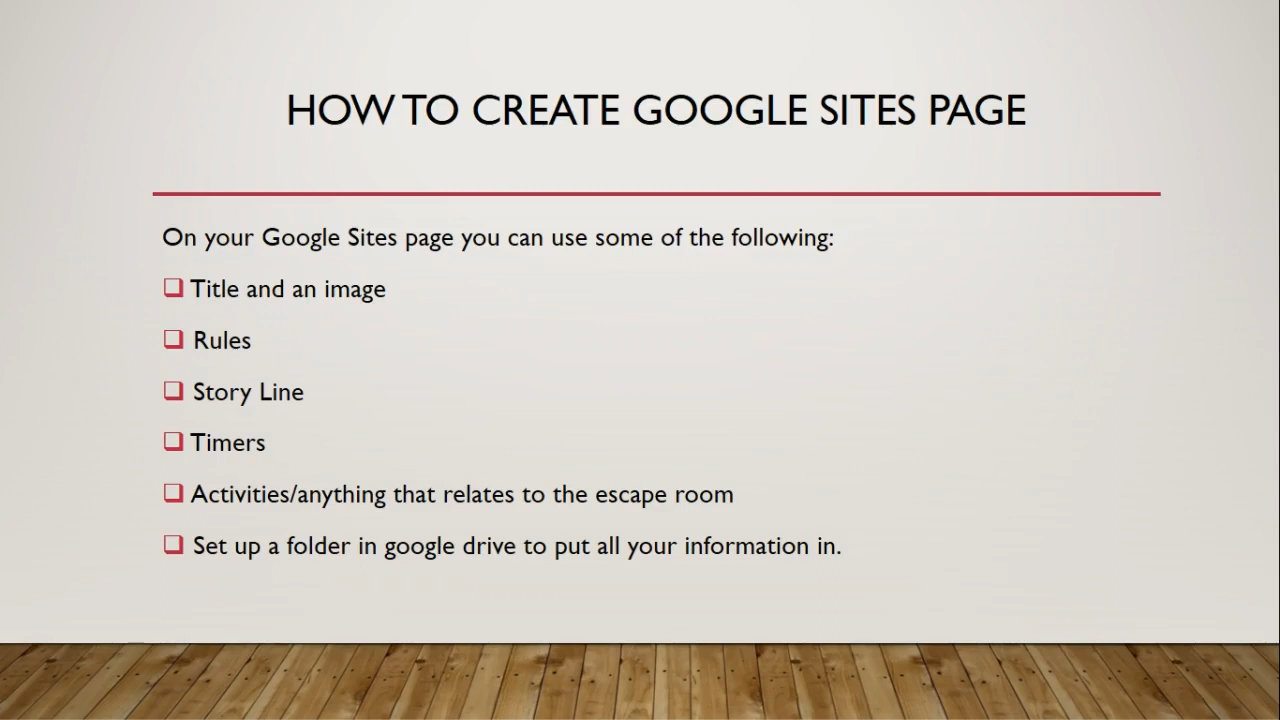 HOW TO CREATE GOOGLE SITES PAGE
On your Google Sites page you can use some of the following:
❑ Title and an image
❑ Rules
❑ Story Line
❑ Timers
❑ Activities/anything that relates to the escape room
❑ Set up a folder in google drive to put all your information in.